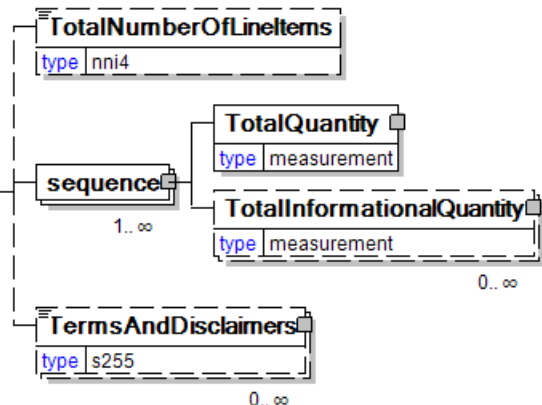 TotalNumberOfLineItems
type nni4
TotalQuantity
type measurement
sequence
1.. ∞
TotalInformationalQuantity
type measurement
0.. ∞
TermsAndDisclaimers
type s255
0.. ∞